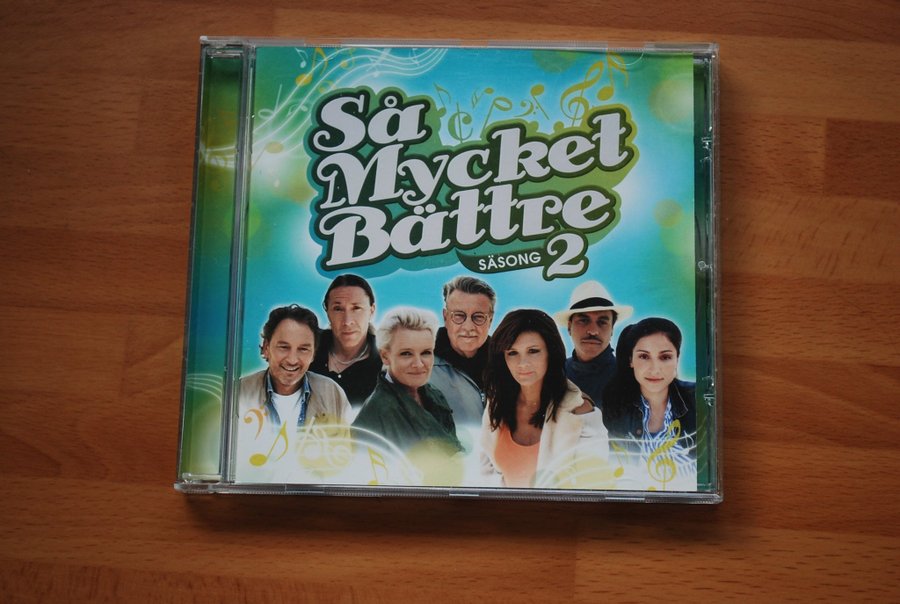 Så
Mycket
Bättre
SÄSONG 2